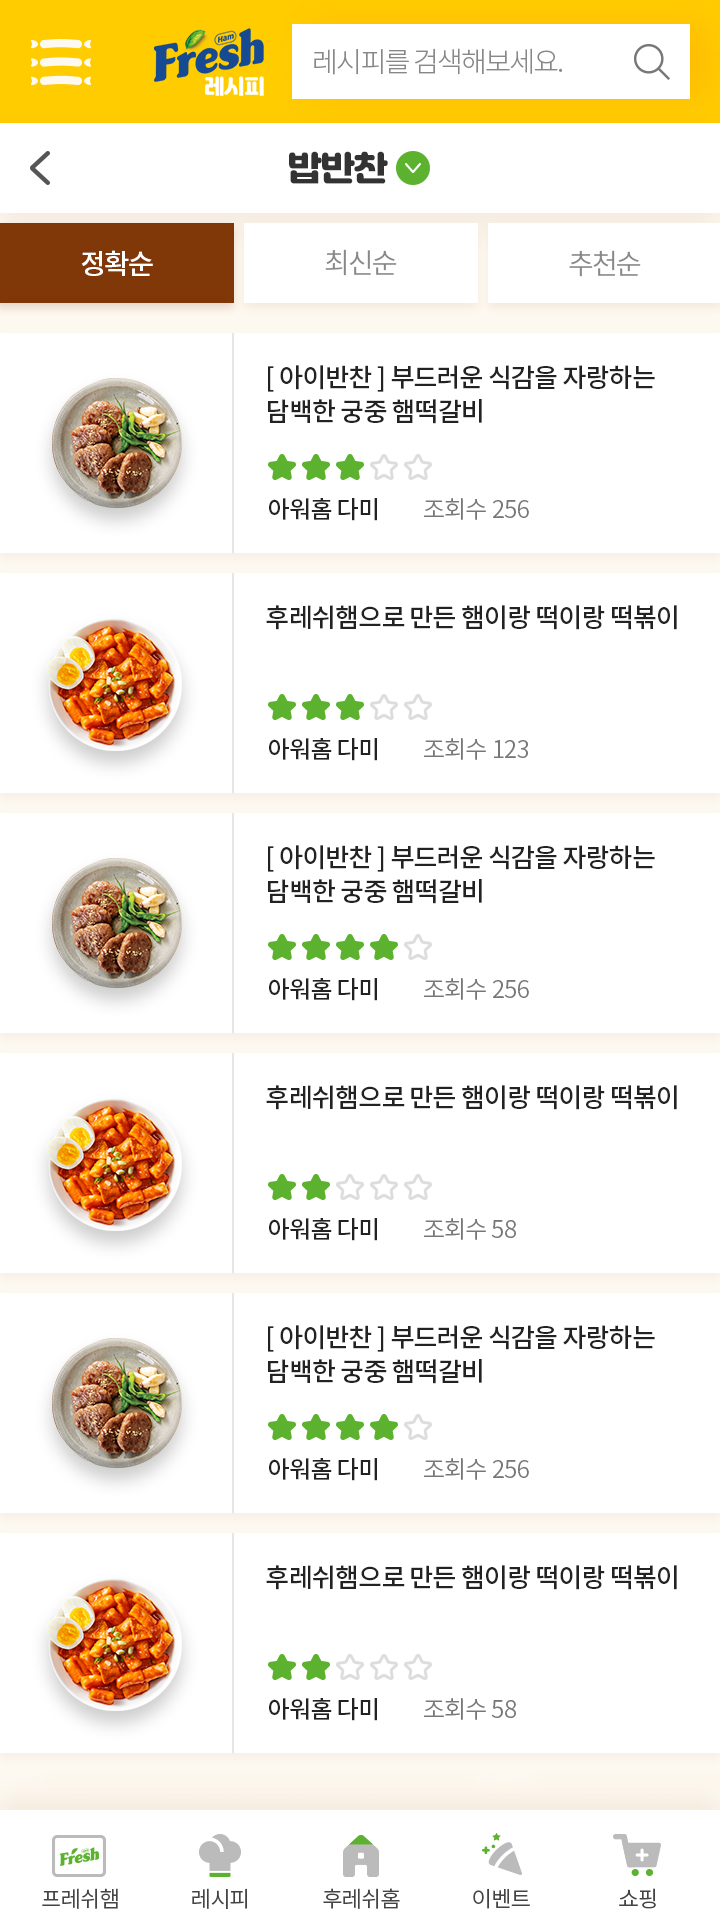 Ham
Fresh
레시피
레시피를 검색해보세요.
밥반찬
정확순 최신순 추천순
[ 아이반찬 ] 부드러운 식감을 자랑하는
담백한 궁중 햄떡갈비
아워홈 다미 조회수 256
후레쉬햄으로 만든 햄이랑 떡이랑 떡볶이
아워홈 다미 조회수 123
[ 아이반찬 ] 부드러운 식감을 자랑하는
담백한 궁중 햄떡갈비
아워홈 다미 조회수 256
후레쉬햄으로 만든 햄이랑 떡이랑 떡볶이
아워홈 다미 조회수 58
[ 아이반찬 ] 부드러운 식감을 자랑하는
담백한 궁중 햄떡갈비
아워홈 다미 조회수 256
후레쉬햄으로 만든 햄이랑 떡이랑 떡볶이
아워홈 다미 조회수 58
Fresh
프레쉬햄 레시피 후레쉬홈 이벤트 쇼핑